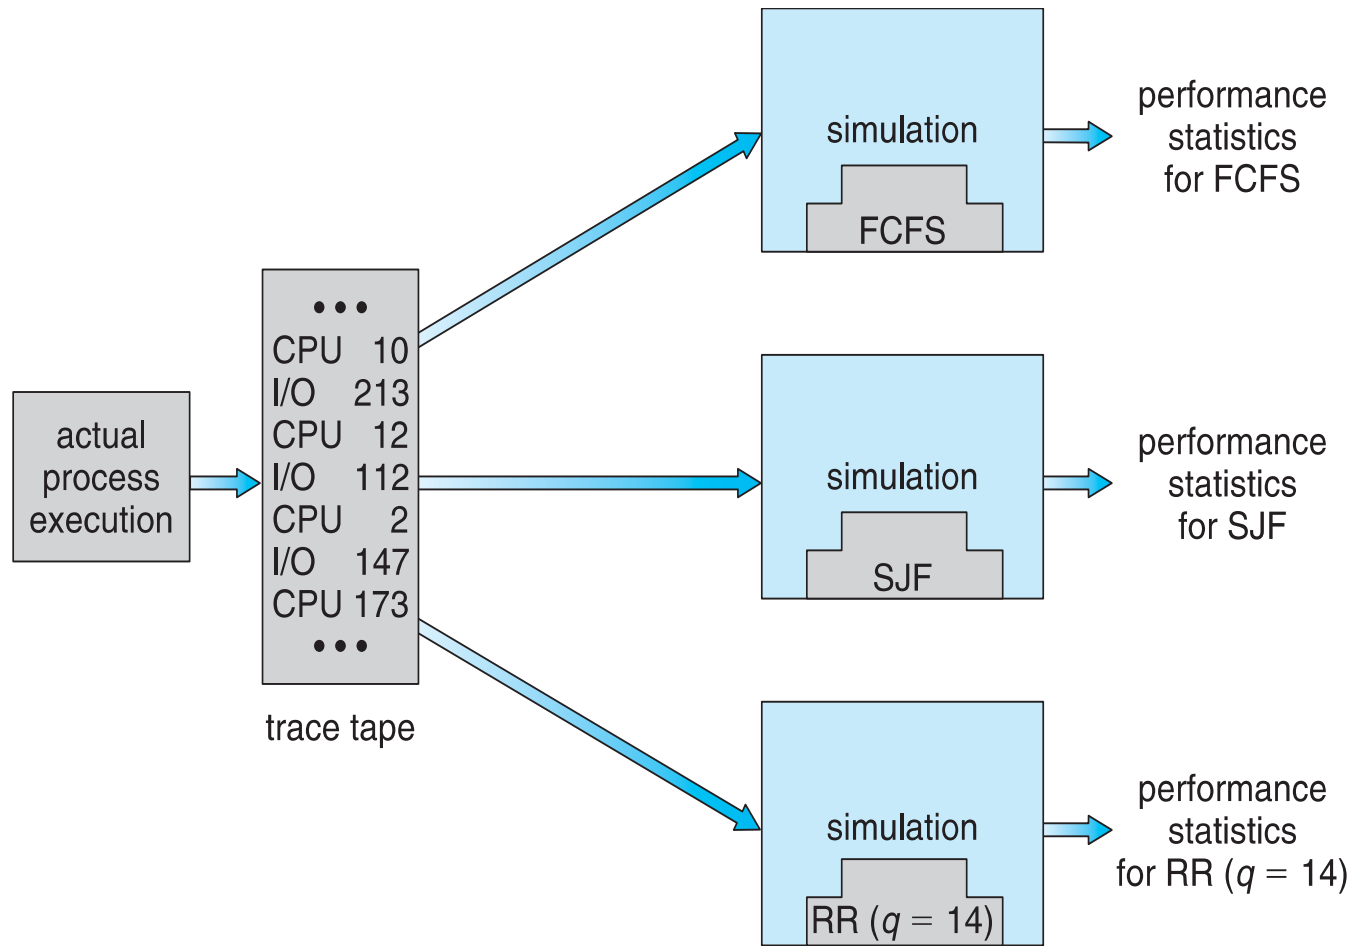 actual
process
execution
• • •
CPU 10
I/O 213
CPU 12
I/O 112
CPU 2
I/O 147
CPU 173
• • •
trace tape
simulation
FCFS
performance
statistics
for FCFS
simulation
SJF
performance
statistics
for SJF
simulation
RR (q = 14)
performance
statistics
for RR (q = 14)